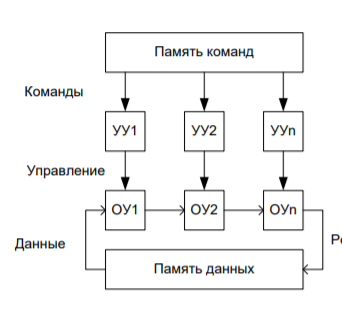 Память команд
Команды
УУ1 УУ2 УУn
Управление
ОУ1 ОУ2 ОУn
Данные
Память данных